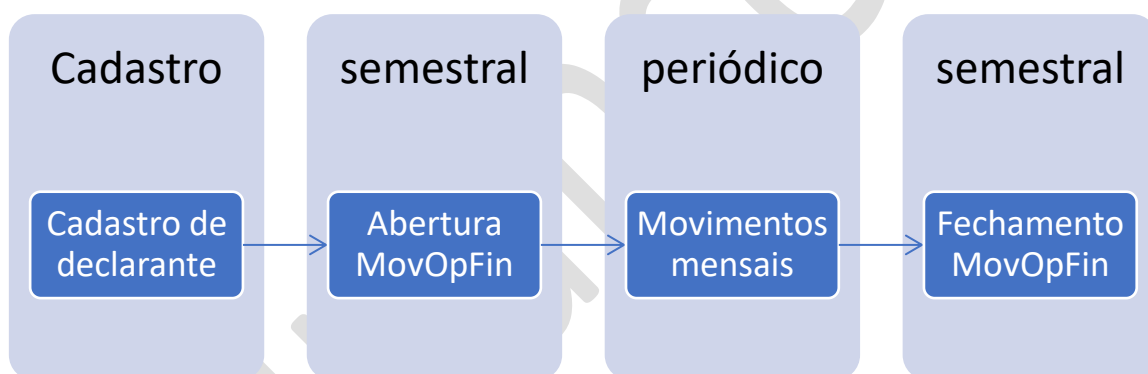 Cadastro
semestral
periódico
semestral
Cadastro de
declarante
Abertura
MovOpFin
Movimentos
mensais
Fechamento
MovOpFin